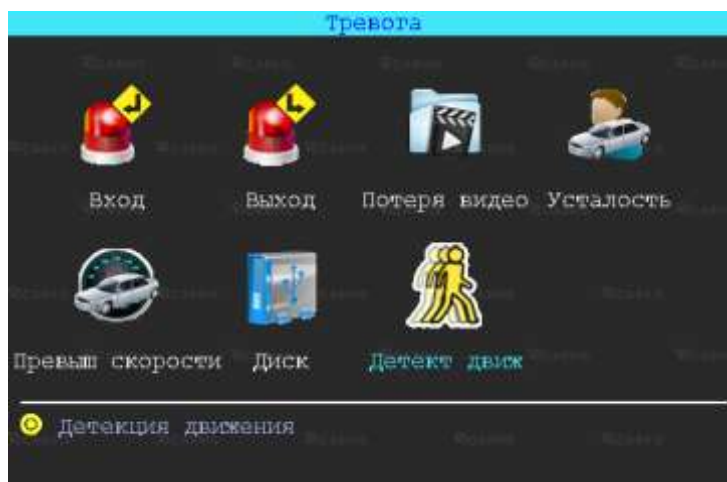 Тревога
Вход Выход Потеря видео Усталость
Превыш скорости Диск Детект движ
Детекция движения